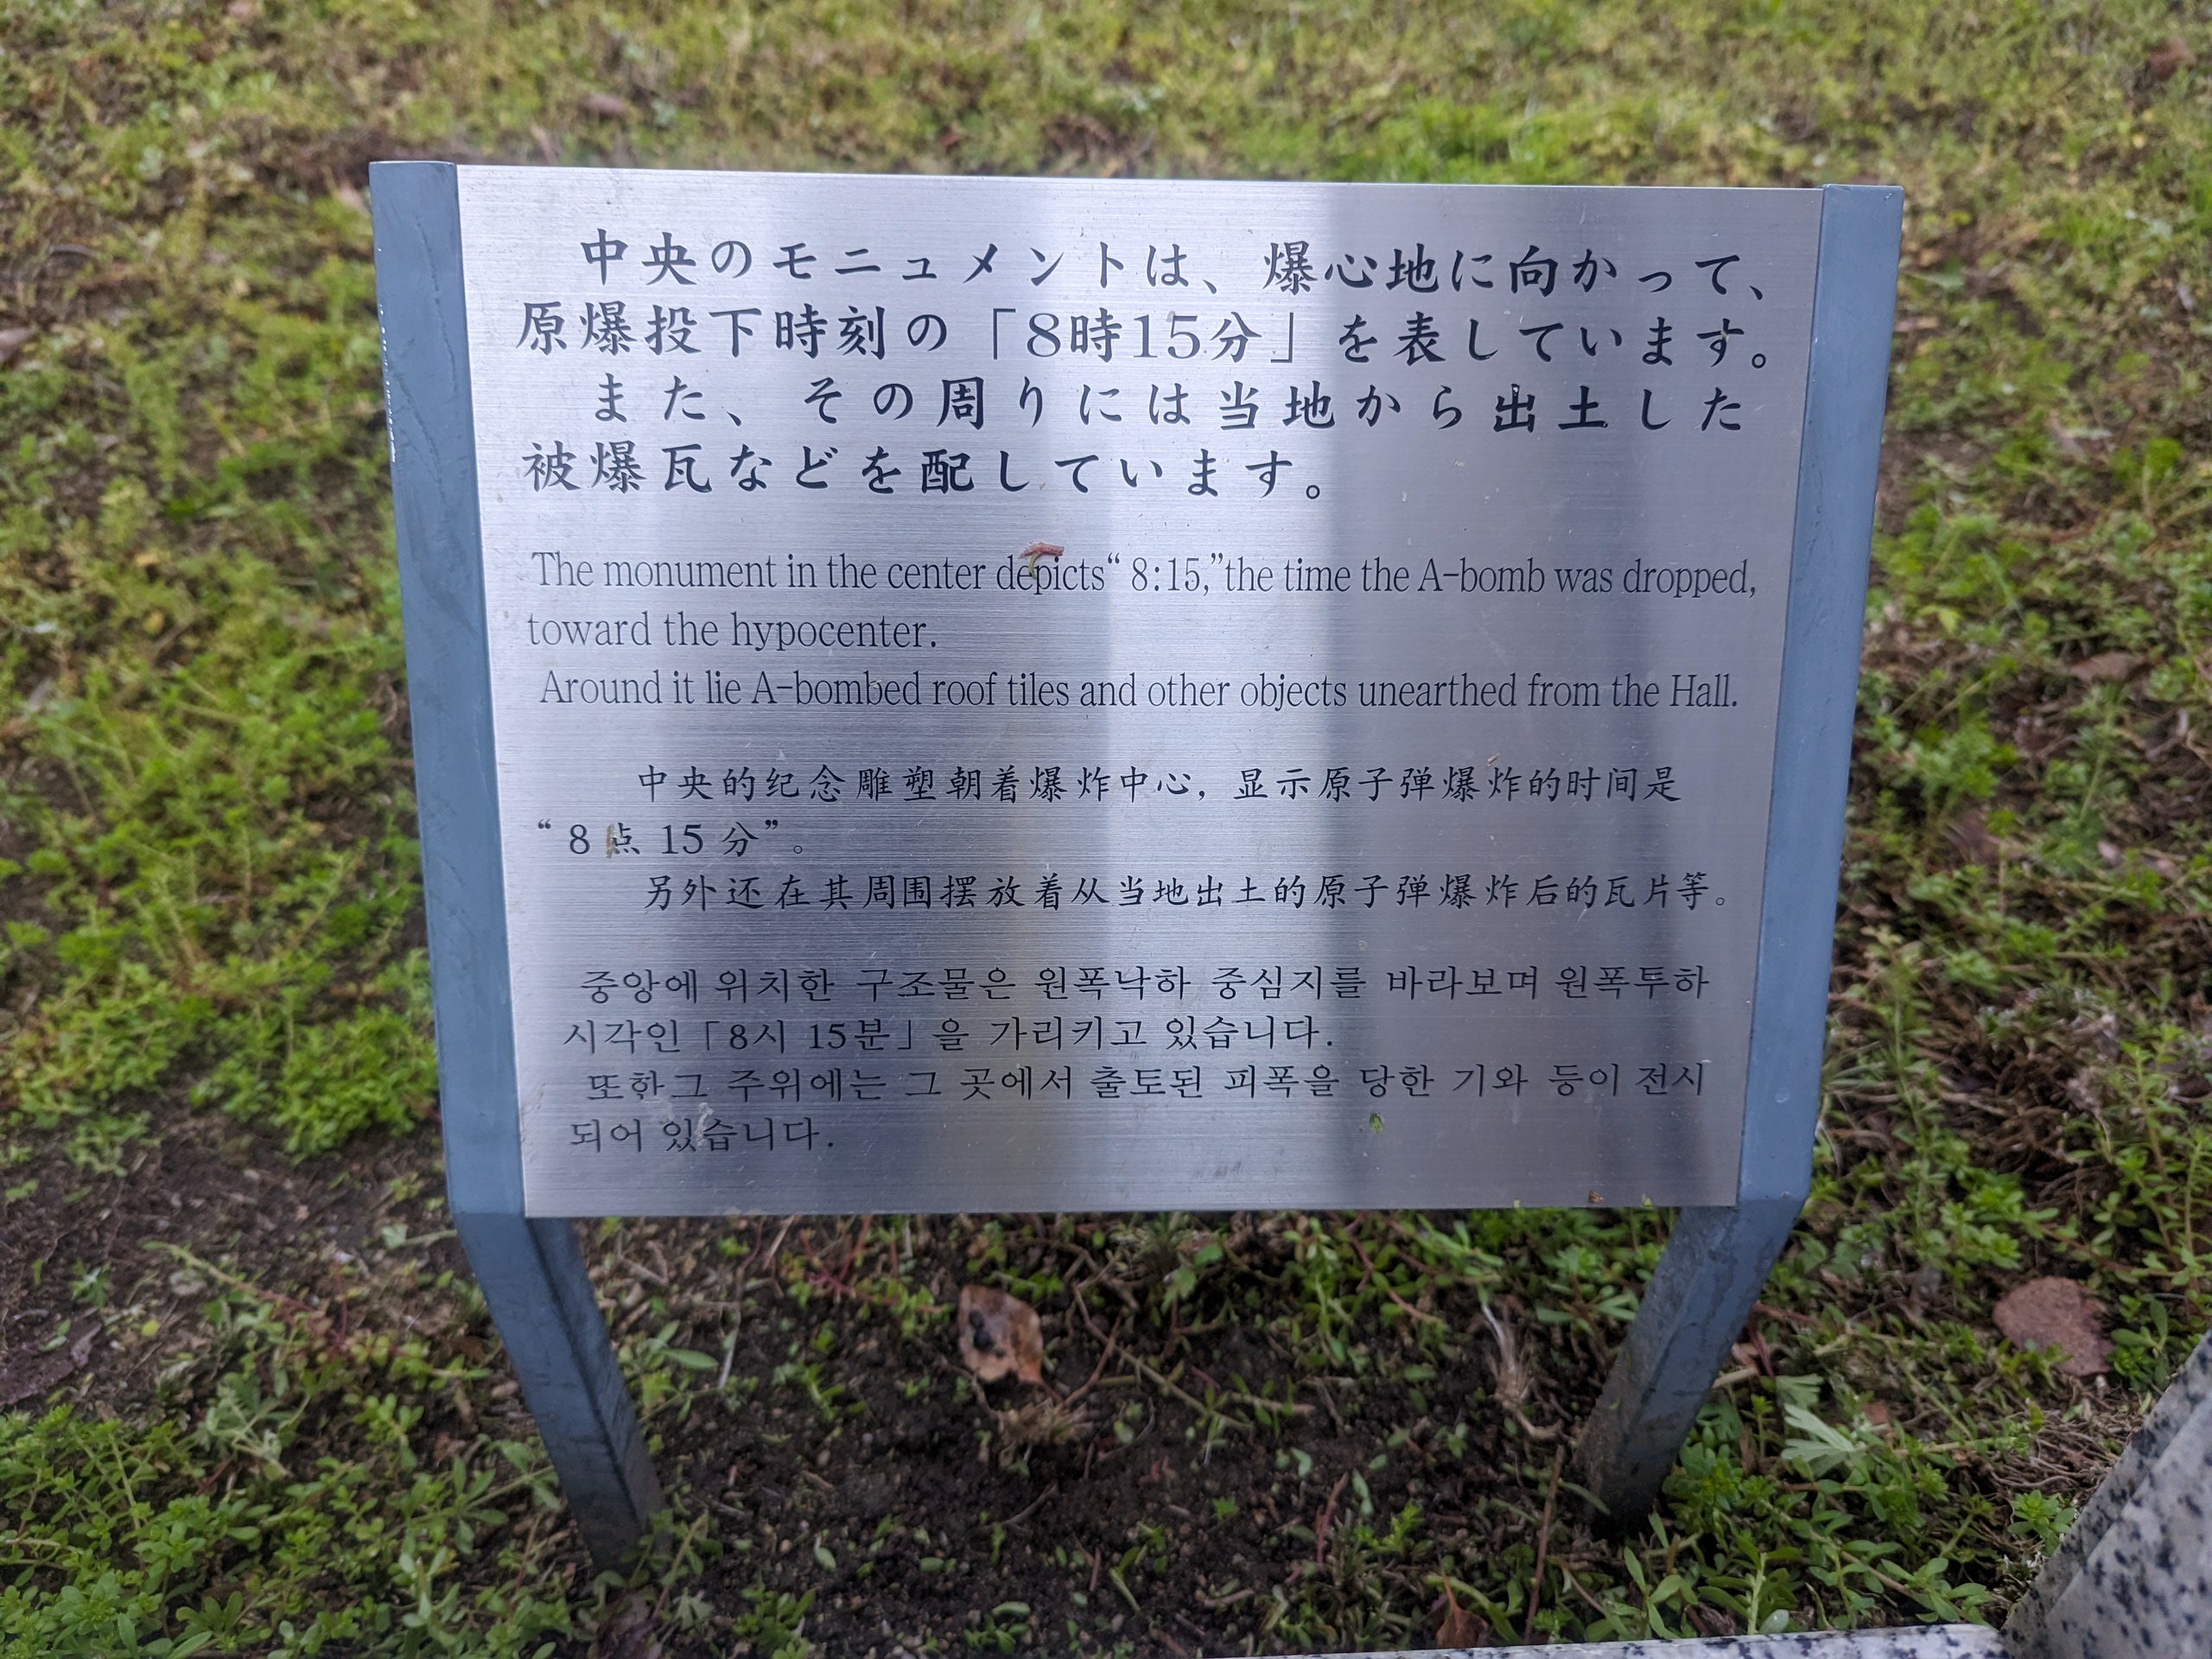 中央のモニュメントは、爆心地に向かって、
原爆投下時刻の「8時15分」を表しています。
また、その周りには当地から出土した
被爆瓦などを配しています。
The monument in the center depicts“ 8:15,”the time the A-bomb was dropped,
toward the hypocenter.
Around it lie A-bombed roof tiles and other objects unearthed from the Hall.
中央的纪念雕塑朝着爆炸中心，显示原子弹爆炸的时间是
“8点 15 分”。
另外还在其周围摆放着从当地出土的原子弹爆炸后的瓦片等。
중앙에 위치한 구조물은 원폭낙하 중심지를 바라보며 원폭투하
시각인「8시 15분」을 가리키고 있습니다.
또한그 주위에는 그 곳에서 출토된 피폭을 당한 기와 등이 전시
되어 있습니다.